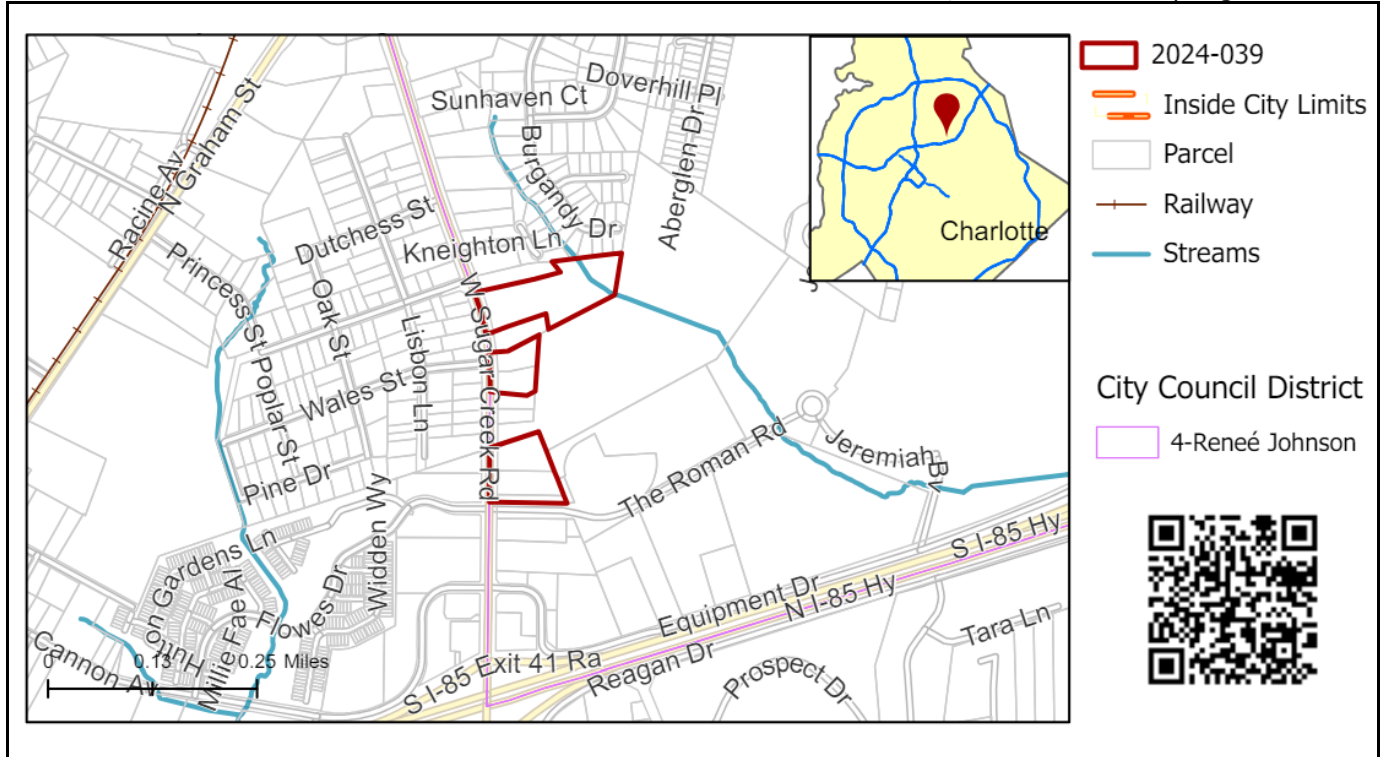 Sunhaven Ct
Doverhill Pl
Burgandy
Dr
Aberglen Dr
Racine Av
N Graham St
Dutchess St
Kneighton Ln
Princess St
Oak St
Lisbon Ln
W Sugar Creek Rd
Wales St
Poplar St
Pine Dr
Widden Wy
The Roman Rd
Jeremiah Bv
Flowes Dr
Millie Fae Al
Hutton Gardens Ln
Cannon Av
Equipment Dr
S I-85 Hy
N I-85 Hy
S I-85 Exit 41 Ra
Reagan Dr
Prospect Dr
Tara Ln
0 0.13 0.25 Miles
Charlotte
2024-039
Inside City Limits
Parcel
Railway
Streams
City Council District
4-Reneé Johnson